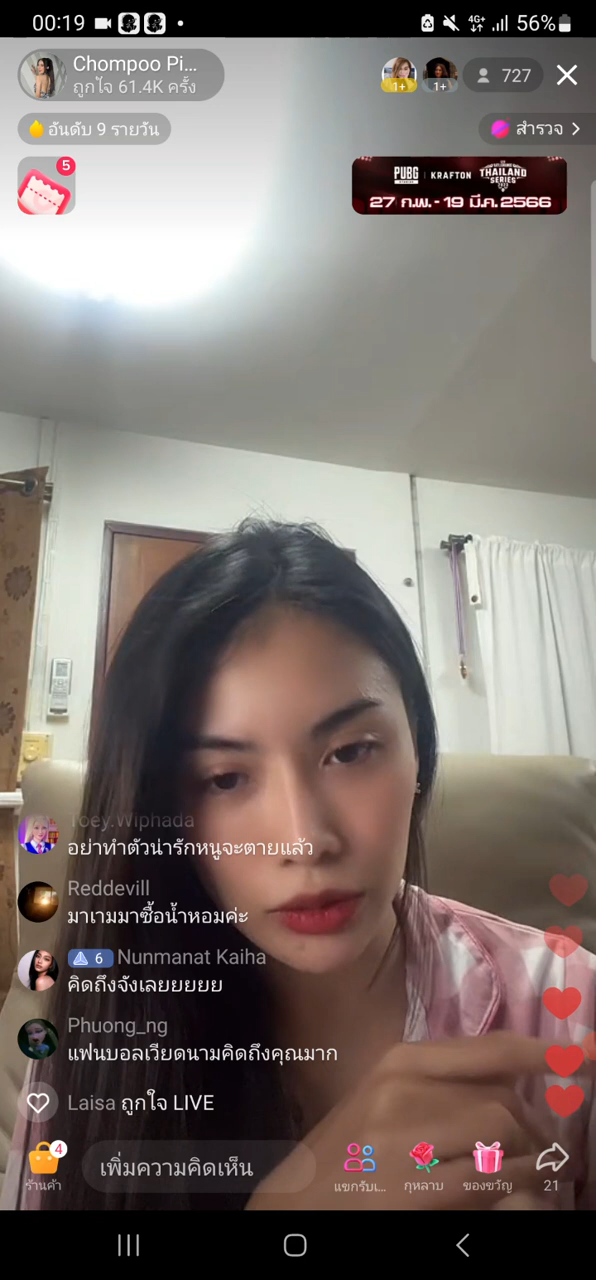 00:19
4G+
56%
Chompoo Pi...
ถูกใจ 61.4K ครั้ง
1+
1+
727
อันดับ 9 รายวัน
สำรวจ
5
PUBG
KRAFTON
THAILAND
SERIES
27 ก.พ. - 19 มี.ค. 2566
Toey.Wiphada
อย่าทำตัวน่ารักหนูจะตายแล้ว
Reddevill
มาเามมาซื้อน้ำหอมค่ะ
6 Nunmanat Kaiha
คิดถึงจังเลยยยยย
Phuong_ng
แฟนบอลเวียดนามคิดถึงคุณมาก
Laisa ถูกใจ LIVE
4
ร้านค้า
เพิ่มความคิดเห็น
แขกรับเ...
กุหลาบ
ของขวัญ
21